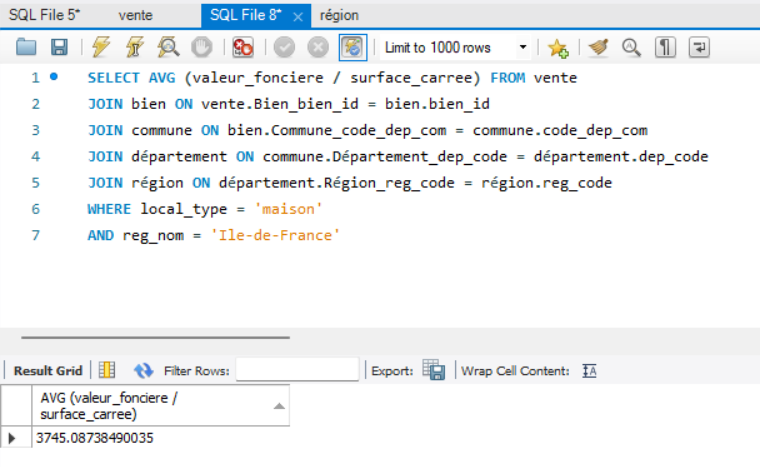 SQL File 5* vente SQL File 8* × région
Limit to 1000 rows
1 SELECT AVG (valeur_fonciere / surface_carree) FROM vente
2 JOIN bien ON vente.Bien_bien_id = bien.bien_id
3 JOIN commune ON bien.Commune_code_dep_com = commune.code_dep_com
4 JOIN département ON commune.Département_dep_code = département.dep_code
5 JOIN région ON département.Région_reg_code = région.reg_code
6 WHERE local_type = 'maison'
7 AND reg_nom = 'Ile-de-France'
Result Grid Filter Rows: Export: Wrap Cell Content: IA
AVG (valeur_fonciere /
surface_carree)
3745.08738490035